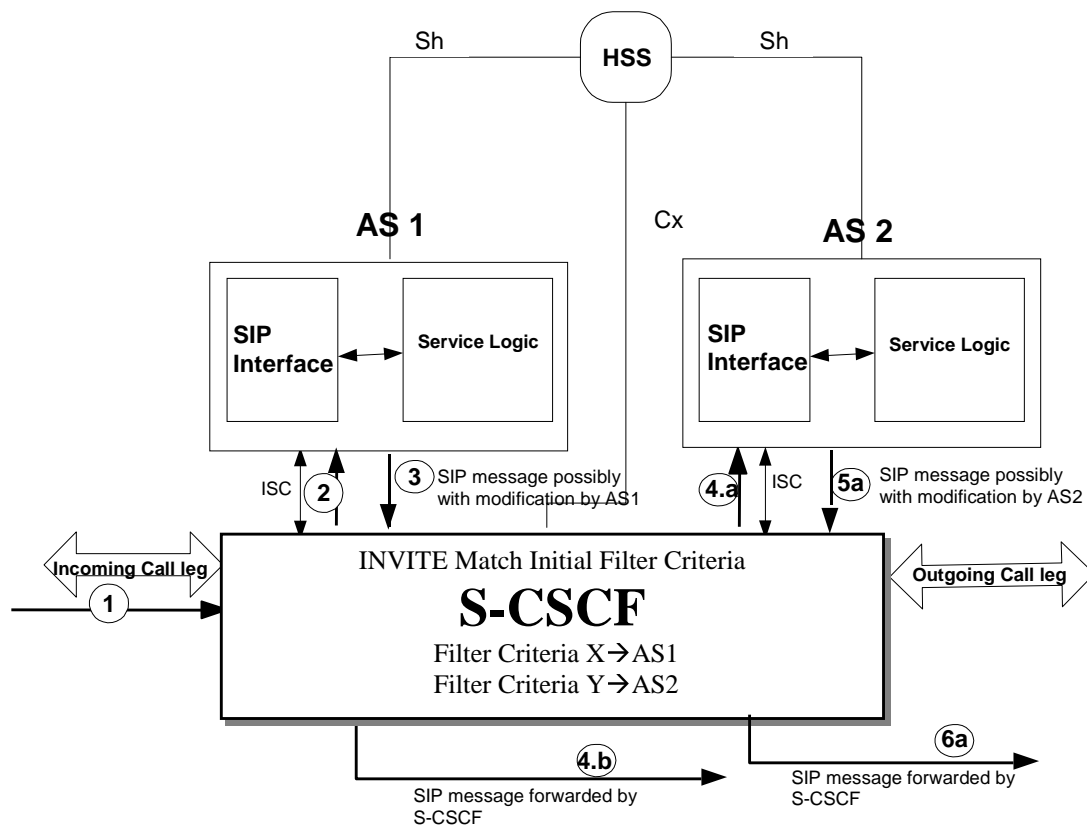 Sh
HSS
Sh
AS 1
Cx
AS 2
SIP
Interface
Service Logic
SIP
Interface
Service Logic
ISC
2
3
SIP message possibly
with modification by AS1
4.a
ISC
5a
SIP message possibly
with modification by AS2
Incoming Call leg
1
INVITE Match Initial Filter Criteria
S-CSCF
Filter Criteria X→AS1
Filter Criteria Y→AS2
Outgoing Call leg
4.b
SIP message forwarded by
S-CSCF
6a
SIP message forwarded by
S-CSCF